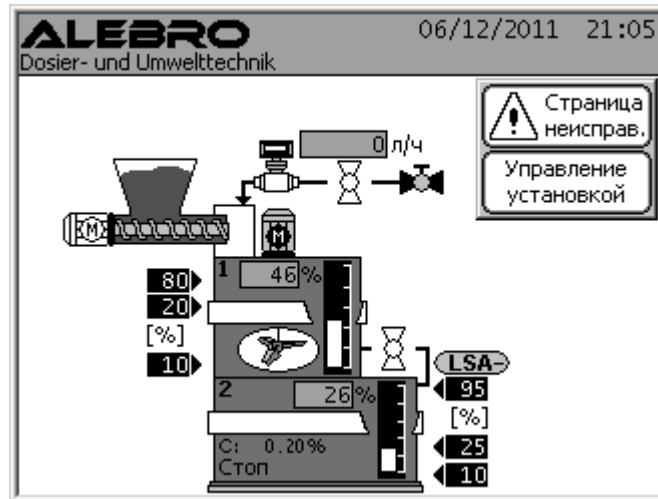 ALEBRO
Dosier- und Umwelttechnik
06/12/2011 21:05
Страница
неисправ.
Управление
установкой
0 л/ч
M
M
1 46%
80
20
[%]
10
LSA-
2 26%
95
[%]
25
10
C: 0.20%
Стоп